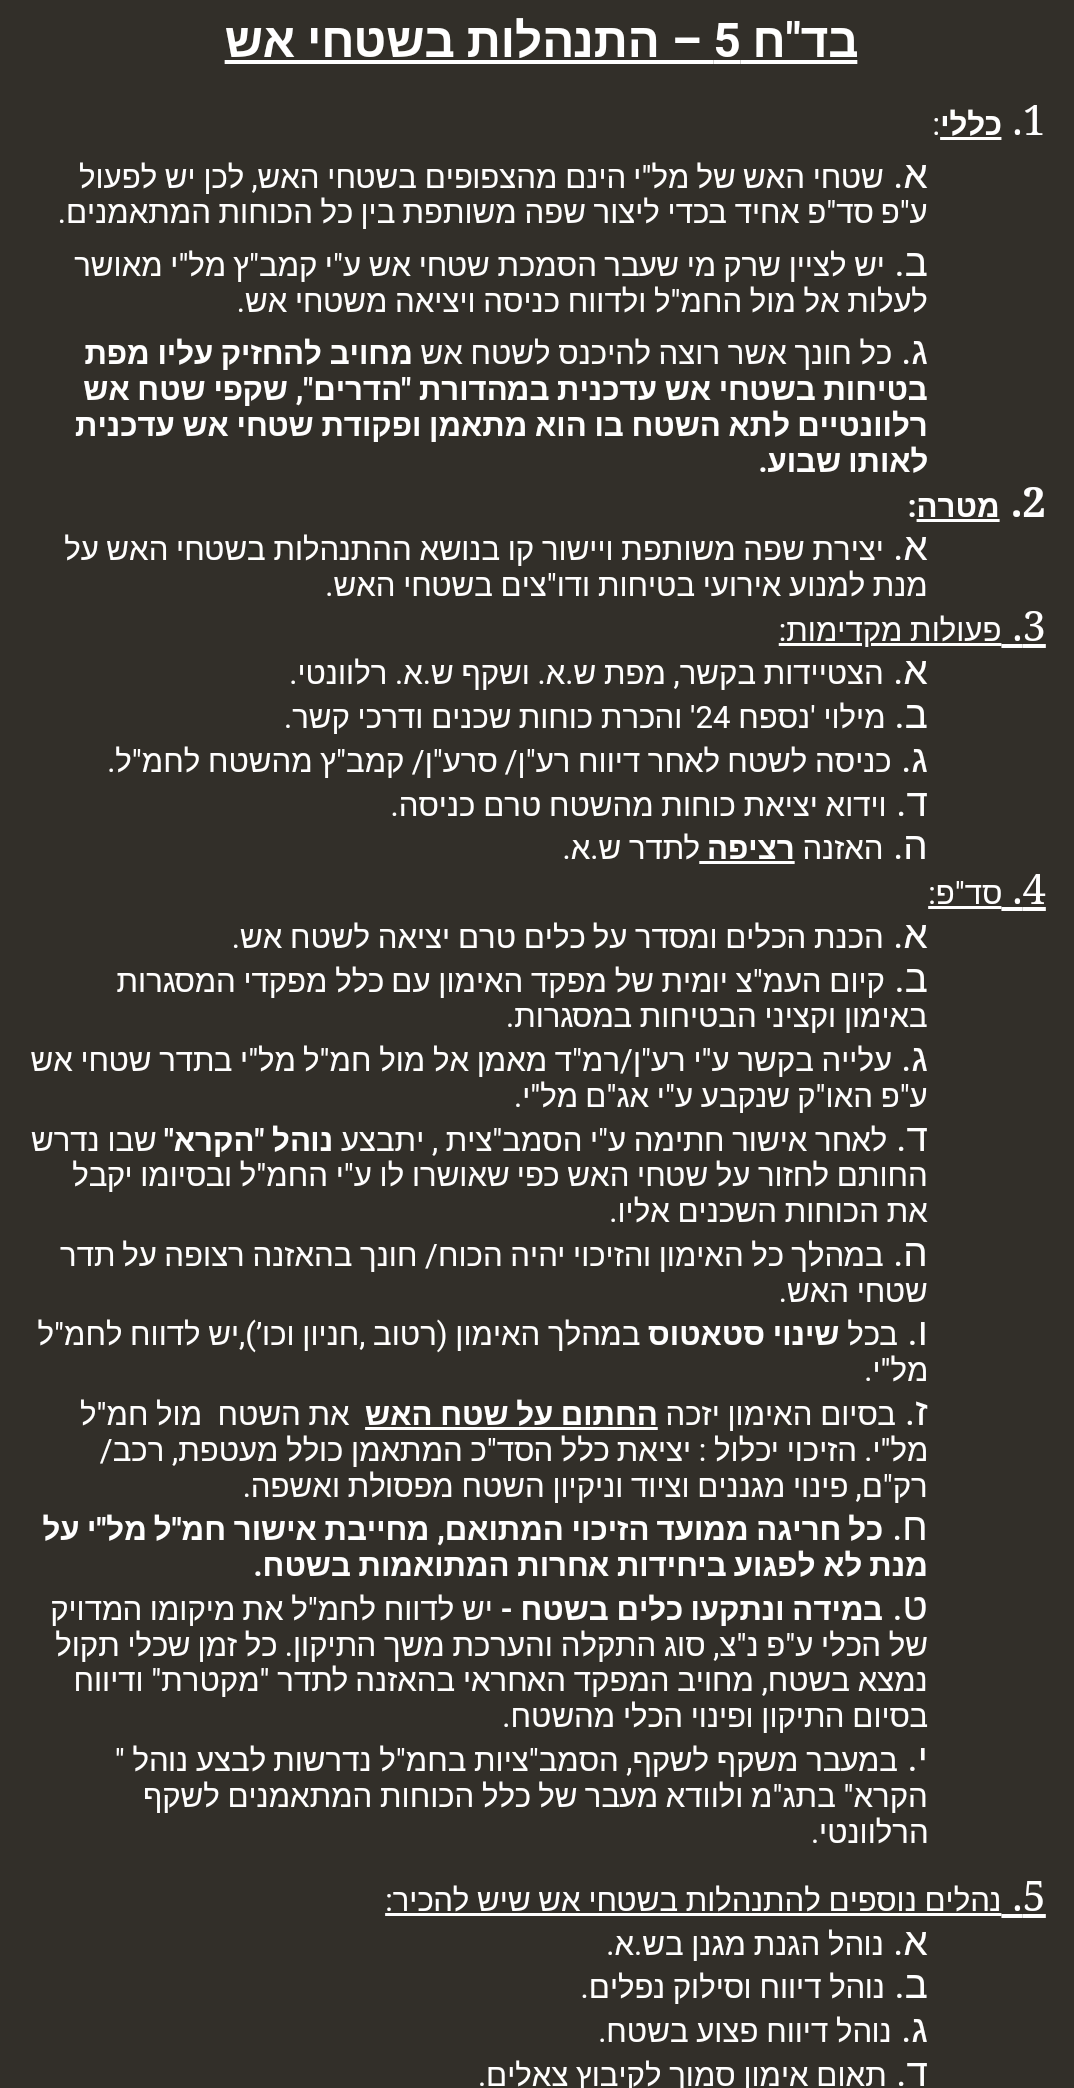 בד"ח 5 – התנהלות בשטחי אש
1. כללי:
א. שטחי האש של מל"י הינם מהצפופים בשטחי האש, לכן יש לפעול
ע"פ סד"פ אחיד בכדי ליצור שפה משותפת בין כל הכוחות המתאמנים.
ב. יש לציין שרק מי שעבר הסמכת שטחי אש ע"י קמב"ץ מל"י מאושר
לעלות אל מול החמ"ל ולדווח כניסה ויציאה משטחי אש.
ג. כל חונך אשר רוצה להיכנס לשטח אש מחויב להחזיק עליו מפת
בטיחות בשטחי אש עדכנית במהדורת "הדרים", שקפי שטח אש
רלוונטיים לתא השטח בו הוא מתאמן ופקודת שטחי אש עדכנית
לאותו שבוע.
2. מטרה:
א. יצירת שפה משותפת ויישור קו בנושא ההתנהלות בשטחי האש על
מנת למנוע אירועי בטיחות ודו"צים בשטחי האש.
3. פעולות מקדימות:
א. הצטיידות בקשר, מפת ש.א. ושקף ש.א. רלוונטי.
ב. מילוי 'נספח 24' והכרת כוחות שכנים ודרכי קשר.
ג. כניסה לשטח לאחר דיווח רע"ן/ סרע"ן/ קמב"ץ מהשטח לחמ"ל.
ד. וידוא יציאת כוחות מהשטח טרם כניסה.
ה. האזנה רציפה לתדר ש.א.
4. סד"פ:
א. הכנת הכלים ומסדר על כלים טרם יציאה לשטח אש.
ב. קיום העמ"צ יומית של מפקד האימון עם כלל מפקדי המסגרות
באימון וקציני הבטיחות במסגרות.
ג. עלייה בקשר ע"י רע"ן/רמ"ד מאמן אל מול חמ"ל מל"י בתדר שטחי אש
ע"פ האו"ק שנקבע ע"י אג"ם מל"י.
ד. לאחר אישור חתימה ע"י הסמב"צית , יתבצע נוהל "הקרא" שבו נדרש
החותם לחזור על שטחי האש כפי שאושרו לו ע"י החמ"ל ובסיומו יקבל
את הכוחות השכנים אליו.
ה. במהלך כל האימון והזיכוי יהיה הכוח/ חונך בהאזנה רצופה על תדר
שטחי האש.
ו. בכל שינוי סטאטוס במהלך האימון (רטוב ,חניון וכו'),יש לדווח לחמ"ל
מל"י.
ז. בסיום האימון יזכה החתום על שטח האש  את השטח  מול חמ"ל
מל"י. הזיכוי יכלול : יציאת כלל הסד"כ המתאמן כולל מעטפת, רכב/
רק"ם, פינוי מגננים וציוד וניקיון השטח מפסולת ואשפה.
ח. כל חריגה ממועד הזיכוי המתואם, מחייבת אישור חמ"ל מל"י על
מנת לא לפגוע ביחידות אחרות המתואמות בשטח.
ט. במידה ונתקעו כלים בשטח - יש לדווח לחמ"ל את מיקומו המדויק
של הכלי ע"פ נ"צ, סוג התקלה והערכת משך התיקון. כל זמן שכלי תקול
נמצא בשטח, מחויב המפקד האחראי בהאזנה לתדר "מקטרת" ודיווח
בסיום התיקון ופינוי הכלי מהשטח.
י. במעבר משקף לשקף, הסמב"ציות בחמ"ל נדרשות לבצע נוהל "
הקרא" בתג"מ ולוודא מעבר של כלל הכוחות המתאמנים לשקף
הרלוונטי.
5. נהלים נוספים להתנהלות בשטחי אש שיש להכיר:
א. נוהל הגנת מגנן בש.א.
ב. נוהל דיווח וסילוק נפלים.
ג. נוהל דיווח פצוע בשטח.
ד. תאום אימון סמוך לקיבוץ צאלים.